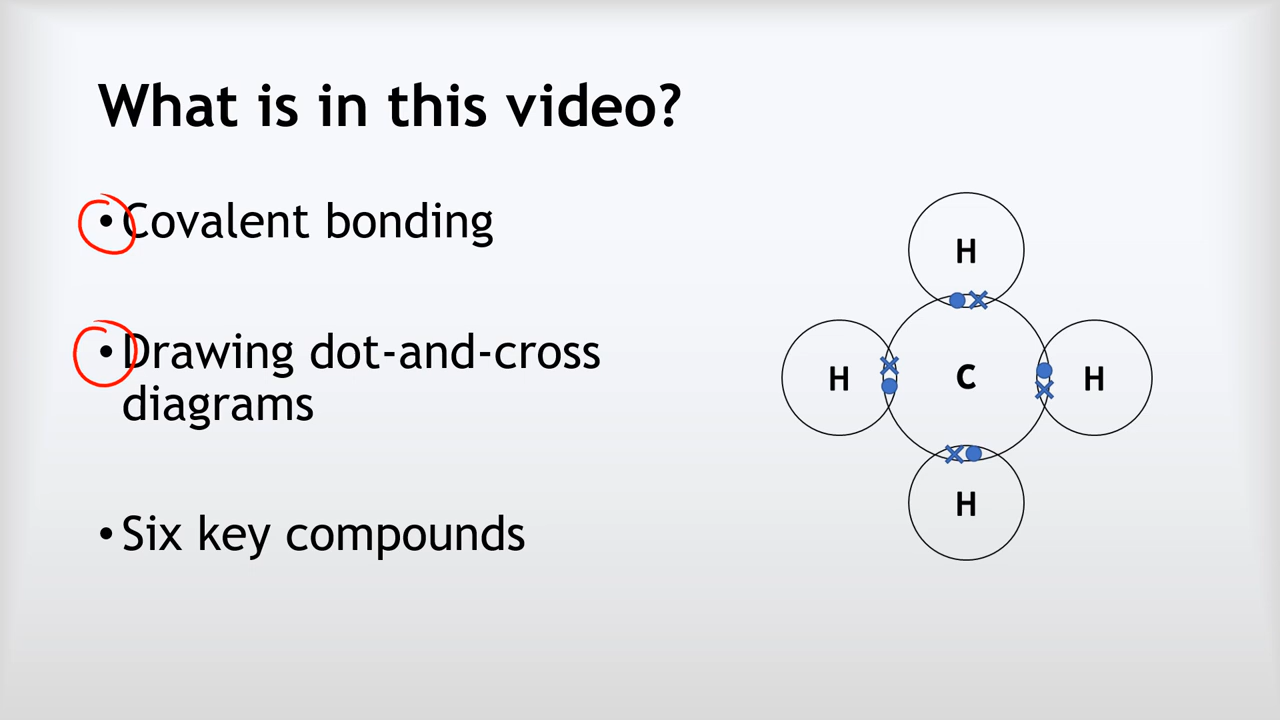 What is in this video?
• Covalent bonding
• Drawing dot-and-cross
diagrams
• Six key compounds
H
H
C
H
H